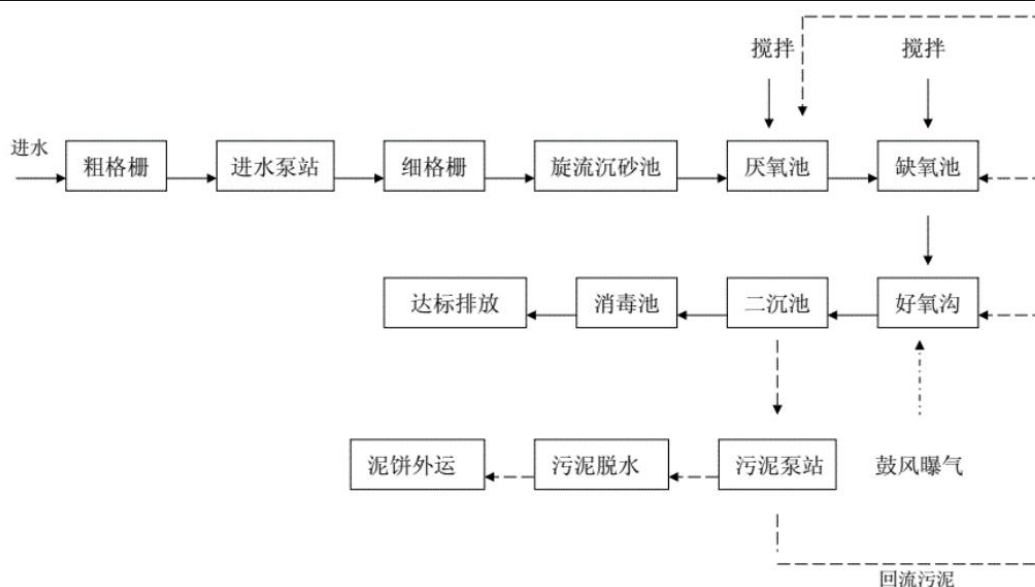 搅拌
搅拌
进水
粗格栅
进水泵站
细格栅
旋流沉砂池
厌氧池
缺氧池
达标排放
消毒池
二沉池
好氧沟
泥饼外运
污泥脱水
污泥泵站
鼓风曝气
回流污泥